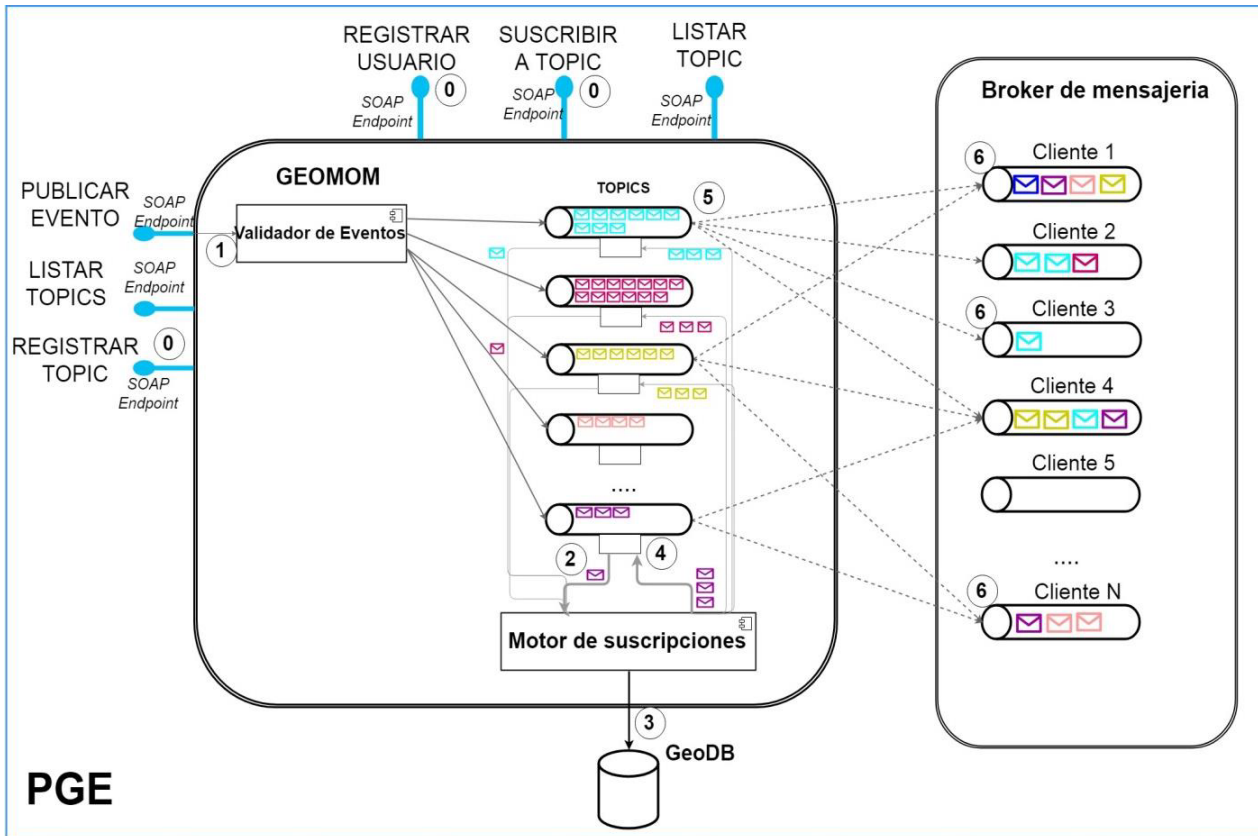 REGISTRAR
USUARIO
0
SOAP
Endpoint
SUSCRIBIR
A TOPIC
0
SOAP
Endpoint
LISTAR
TOPIC
SOAP
Endpoint
PUBLICAR
EVENTO
SOAP
Endpoint
LISTAR
TOPICS
SOAP
Endpoint
REGISTRAR
TOPIC
0
SOAP
Endpoint
GEOMOM
1
Validador de Eventos
TOPICS
5
....
2
4
Motor de suscripciones
3
GeoDB
Broker de mensajeria
6
Cliente 1
Cliente 2
6
Cliente 3
Cliente 4
Cliente 5
....
6
Cliente N
PGE